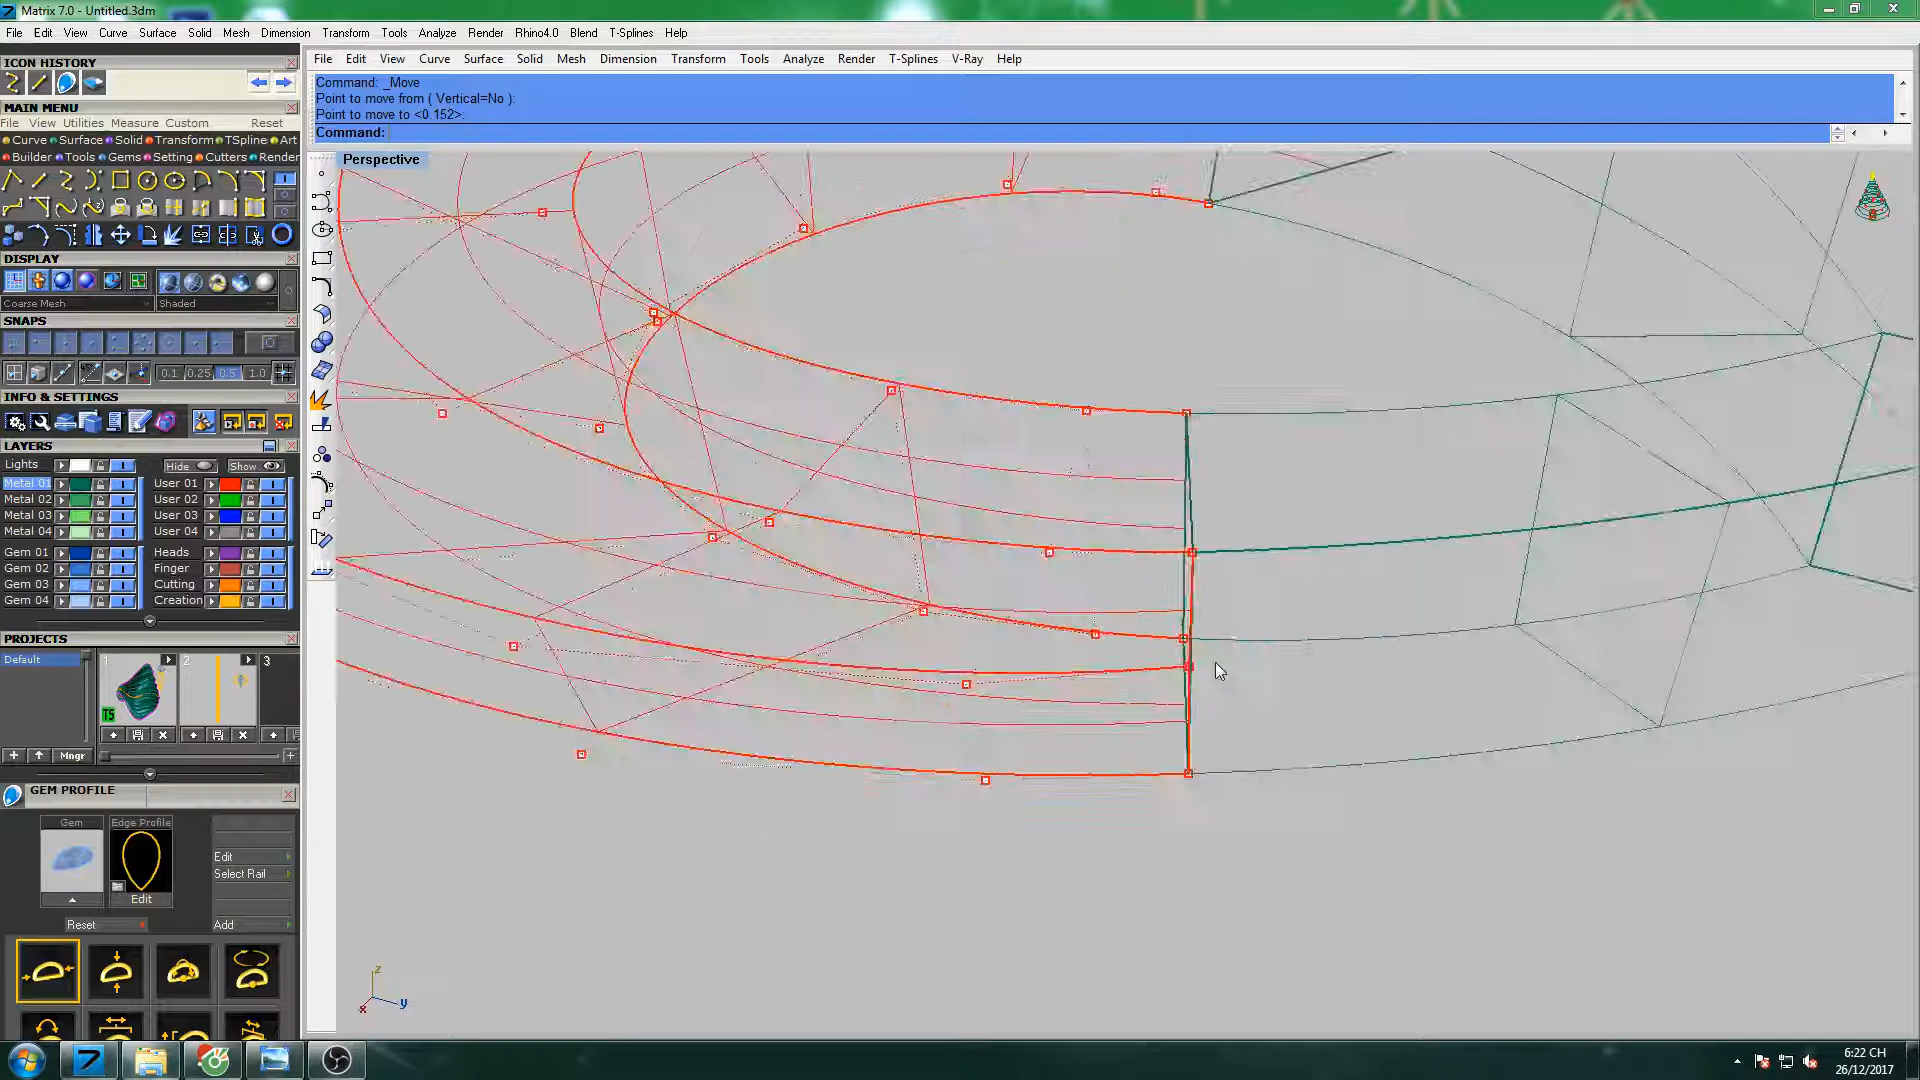 Matrix 7.0 - Untitled.3dm
File Edit View Curve Surface Solid Mesh Dimension Transform Tools Analyze Render Rhino4.0 Blend T-Splines Help
ICON HISTORY
MAIN MENU
File View Utilities Measure Custom Reset
Curve Surface Solid Transform TSpline Art
Builder Tools Gems Setting Cutters Render
DISPLAY
Coarse Mesh Shaded
SNAPS
0.1 0.25 0.5 1.0
INFO & SETTINGS
LAYERS
Lights Hide Show
Metal 01 User 01
Metal 02 User 02
Metal 03 User 03
Metal 04 User 04
Gem 01 Heads
Gem 02 Finger
Gem 03 Cutting
Gem 04 Creation
PROJECTS
Default 1 2 3
TS
Mngr
GEM PROFILE
Gem Edge Profile
Edit
Select Rail
Edit
Reset Add
File Edit View Curve Surface Solid Mesh Dimension Transform Tools Analyze Render T-Splines V-Ray Help
Command: _Move
Point to move from ( Vertical=No ):
Point to move to <0.152>:
Command:
Perspective
z
x y
6:22 CH
26/12/2017